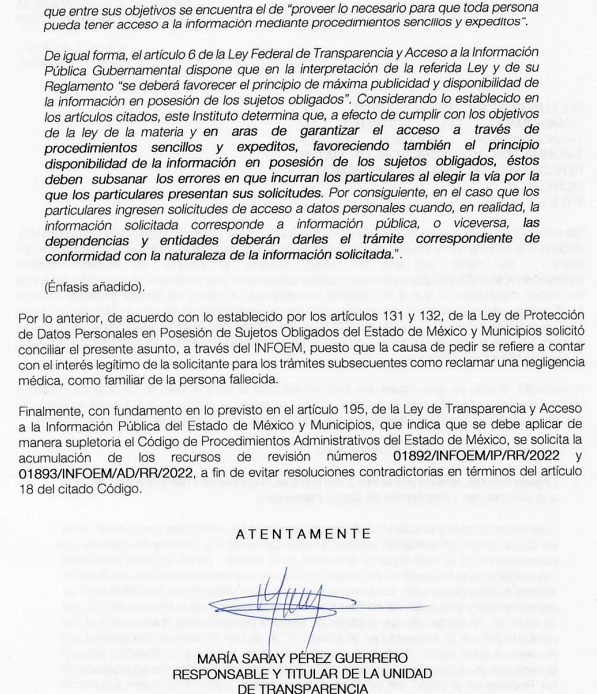 que entre sus objetivos se encuentra el de "proveer lo necesario para que toda persona
pueda tener acceso a la información mediante procedimientos sencillos y expeditos".
De igual forma, el artículo 6 de la Ley Federal de Transparencia y Acceso a la Información
Pública Gubernamental dispone que en la interpretación de la referida Ley y de su
Reglamento "se deberá favorecer el principio de máxima publicidad y disponibilidad de
la información en posesión de los sujetos obligados". Considerando lo establecido en
los artículos citados, este Instituto determina que, a efecto de cumplir con los objetivos
de la ley de la materia y en aras de garantizar el acceso a través de
procedimientos sencillos y expeditos, favoreciendo también el principio
disponibilidad de la información en posesión de los sujetos obligados, éstos
deben subsanar los errores en que incurran los particulares al elegir la vía por la
que los particulares presentan sus solicitudes. Por consiguiente, en el caso que los
particulares ingresen solicitudes de acceso a datos personales cuando, en realidad, la
información solicitada corresponde a información pública, o viceversa, las
dependencias y entidades deberán darles el trámite correspondiente de
conformidad con la naturaleza de la información solicitada.".
(Énfasis añadido).
Por lo anterior, de acuerdo con lo establecido por los artículos 131 y 132, de la Ley de Protección
de Datos Personales en Posesión de Sujetos Obligados del Estado de México y Municipios solicitó
conciliar el presente asunto, a través del INFOEM, puesto que la causa de pedir se refiere a contar
con el interés legítimo de la solicitante para los trámites subsecuentes como reclamar una negligencia
médica, como familiar de la persona fallecida.
Finalmente, con fundamento en lo previsto en el artículo 195, de la Ley de Transparencia y Acceso
a la Información Pública del Estado de México y Municipios, que indica que se debe aplicar de
manera supletoria el Código de Procedimientos Administrativos del Estado de México, se solicita la
acumulación de los recursos de revisión números 01892/INFOEM/IP/RR/2022 y
01893/INFOEM/AD/RR/2022, a fin de evitar resoluciones contradictorias en términos del artículo
18 del citado Código.
ATENTAMENTE
MARÍA SARAY PÉREZ GUERRERO
RESPONSABLE Y TITULAR DE LA UNIDAD
DE TRANSPARENCIA